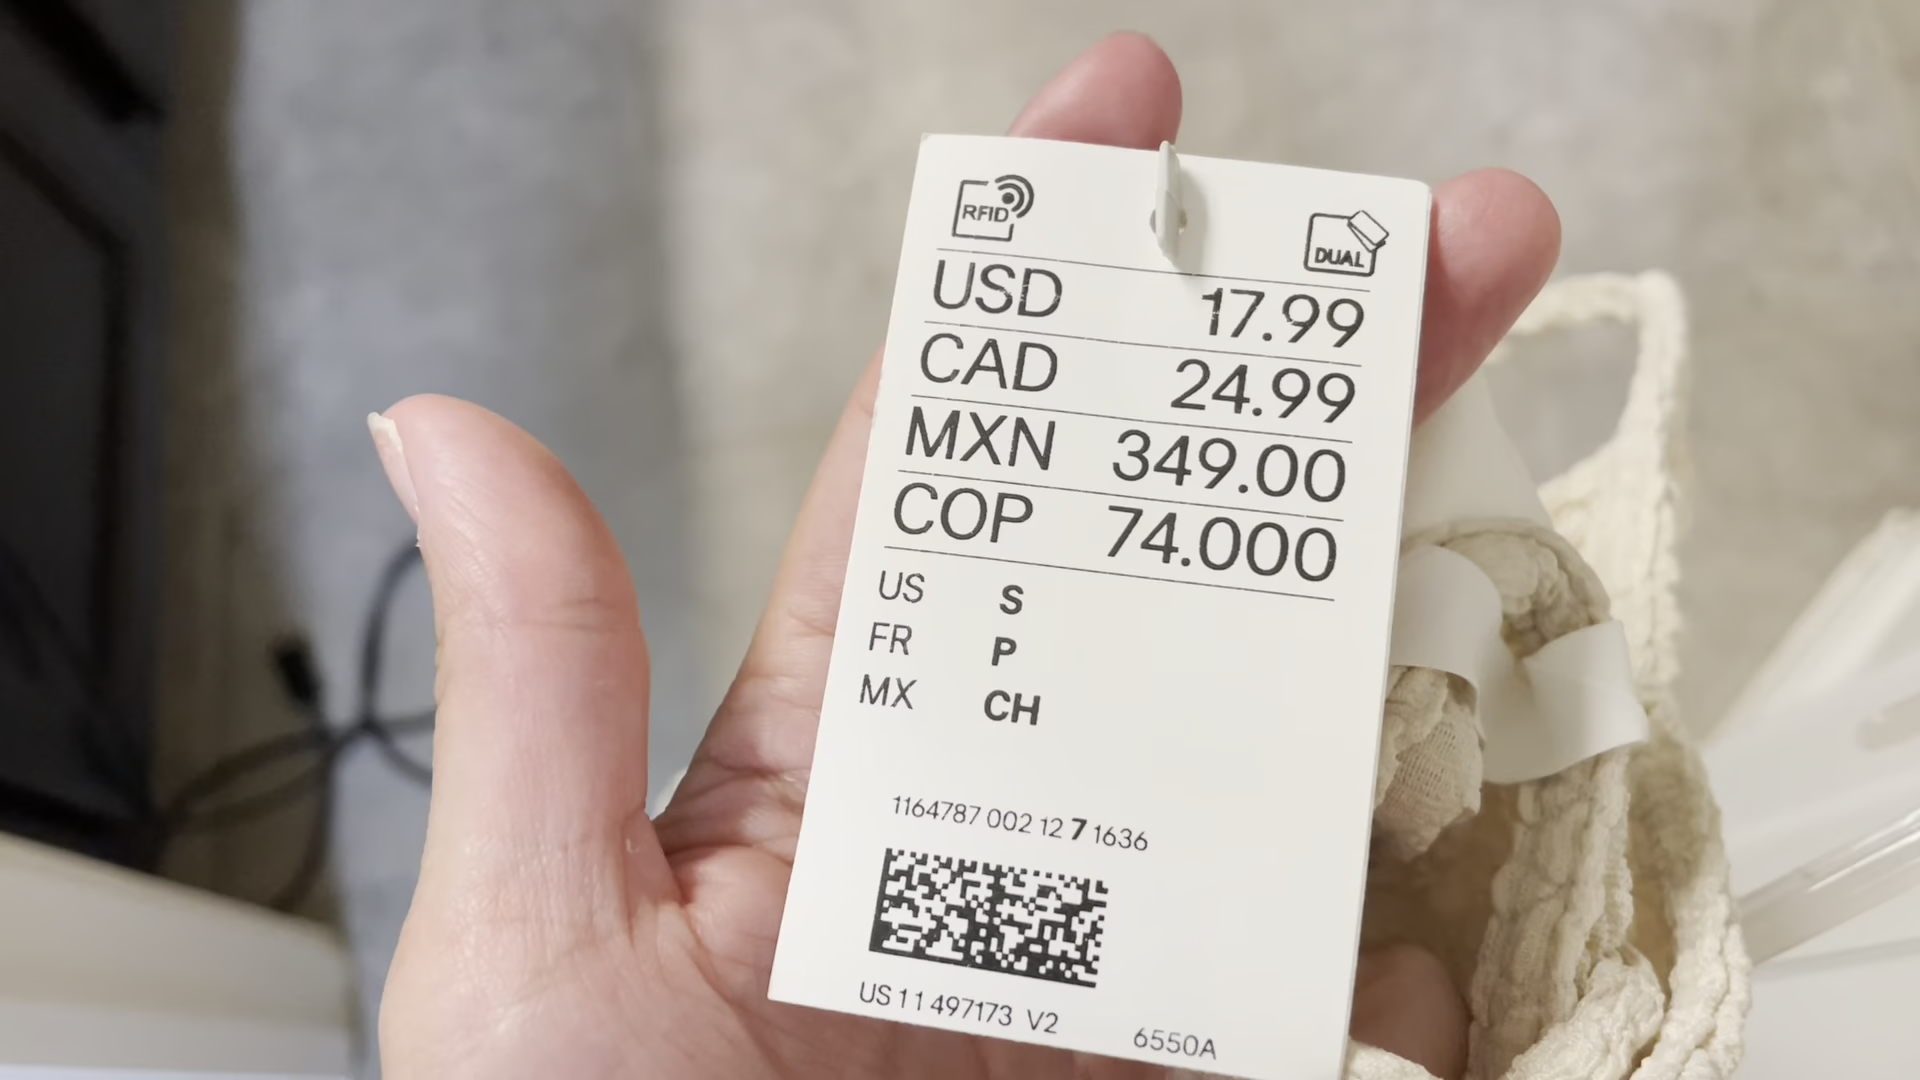 RFID
DUAL
USD 17.99
CAD 24.99
MXN 349.00
COP 74.000
US S
FR P
MX CH
1164787 002 12 7 1636
US 11 497173 V2
6550A